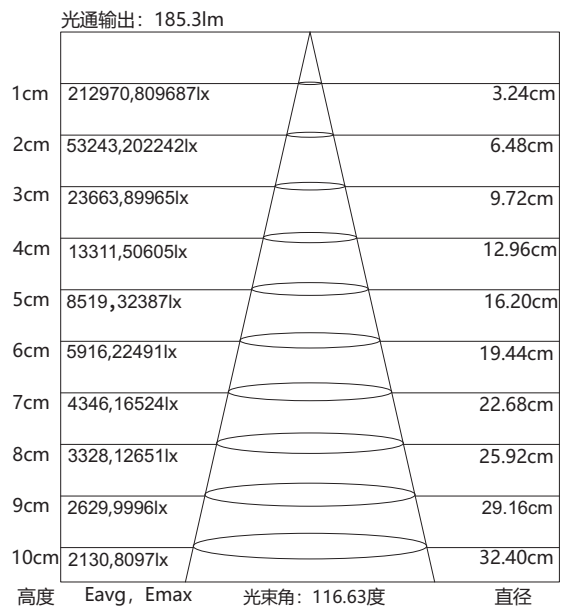 光通输出：185.3lm
1cm 212970,809687lx 3.24cm
2cm 53243,202242lx 6.48cm
3cm 23663,89965lx 9.72cm
4cm 13311,50605lx 12.96cm
5cm 8519,32387lx 16.20cm
6cm 5916,22491lx 19.44cm
7cm 4346,16524lx 22.68cm
8cm 3328,12651lx 25.92cm
9cm 2629,9996lx 29.16cm
10cm 2130,8097lx 32.40cm
高度 Eavg，Emax 光束角：116.63度 直径